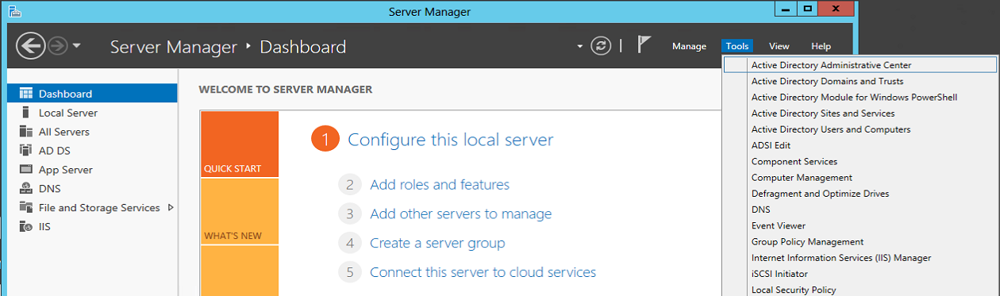 Server Manager
Server Manager ‣ Dashboard
Manage Tools View Help
Dashboard
Local Server
All Servers
AD DS
App Server
DNS
File and Storage Services
IIS
WELCOME TO SERVER MANAGER
QUICK START
WHAT'S NEW
1 Configure this local server
2 Add roles and features
3 Add other servers to manage
4 Create a server group
5 Connect this server to cloud services
Active Directory Administrative Center
Active Directory Domains and Trusts
Active Directory Module for Windows PowerShell
Active Directory Sites and Services
Active Directory Users and Computers
ADSI Edit
Component Services
Computer Management
Defragment and Optimize Drives
DNS
Event Viewer
Group Policy Management
Internet Information Services (IIS) Manager
iSCSI Initiator
Local Security Policy